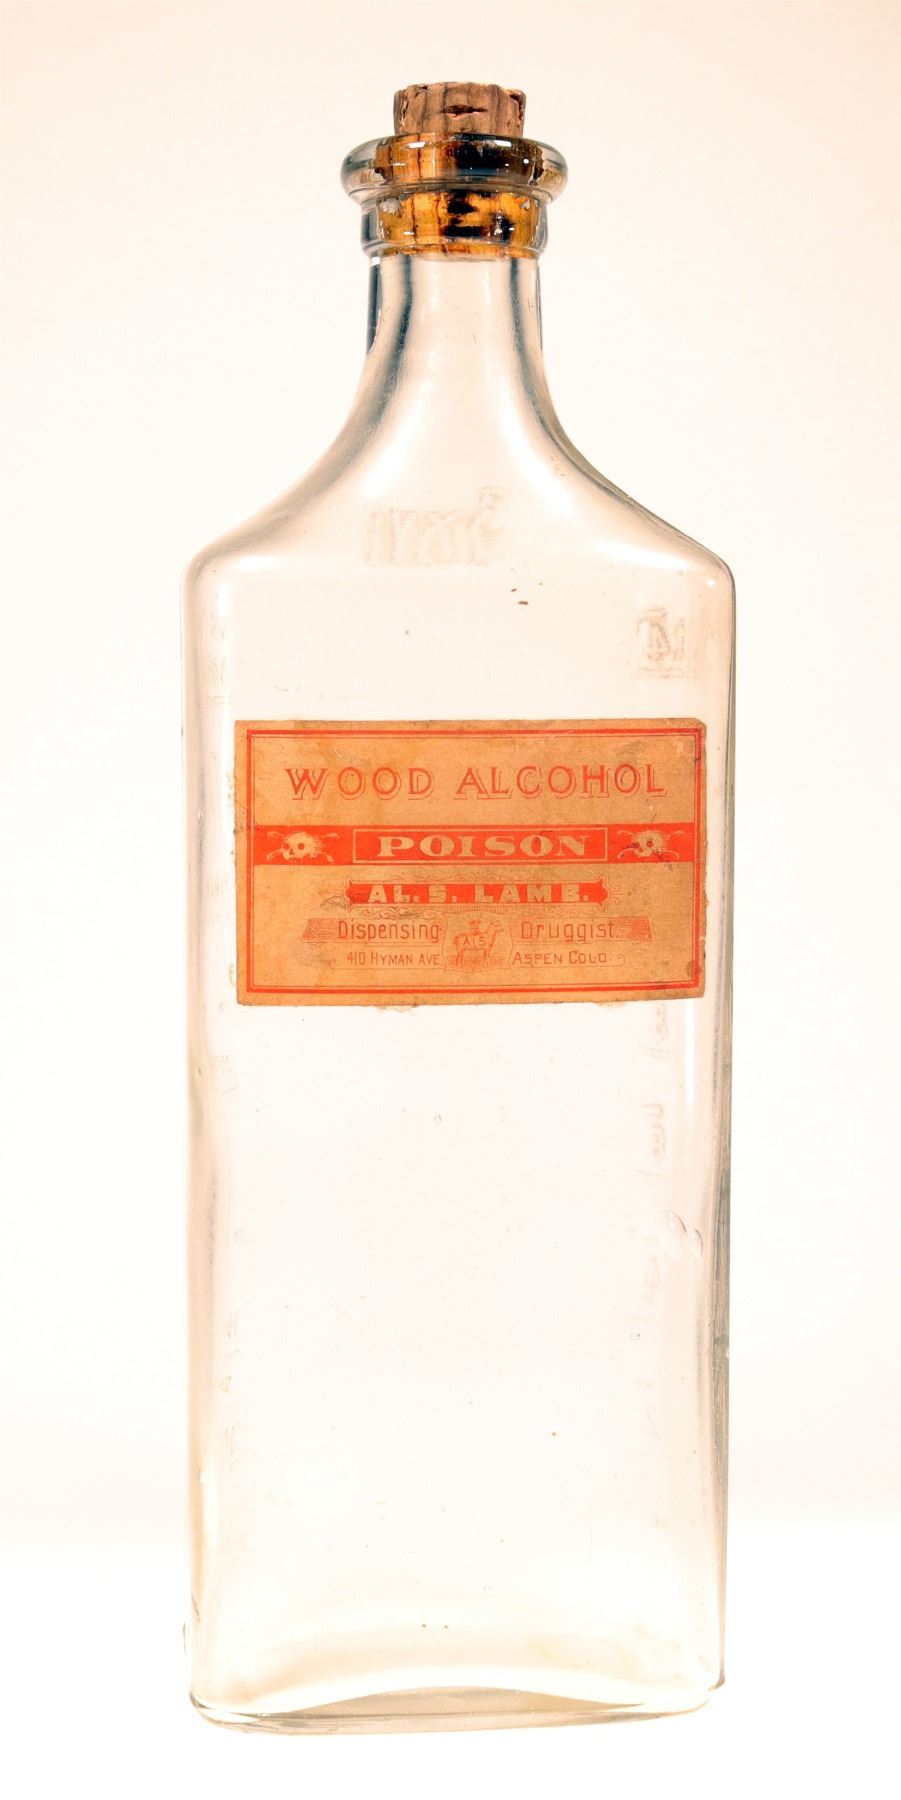 WOOD ALCOHOL
POISON
AL. S. LAMB.
Dispensing ALS Druggist.
410 HYMAN AVE. ASPEN COLO.